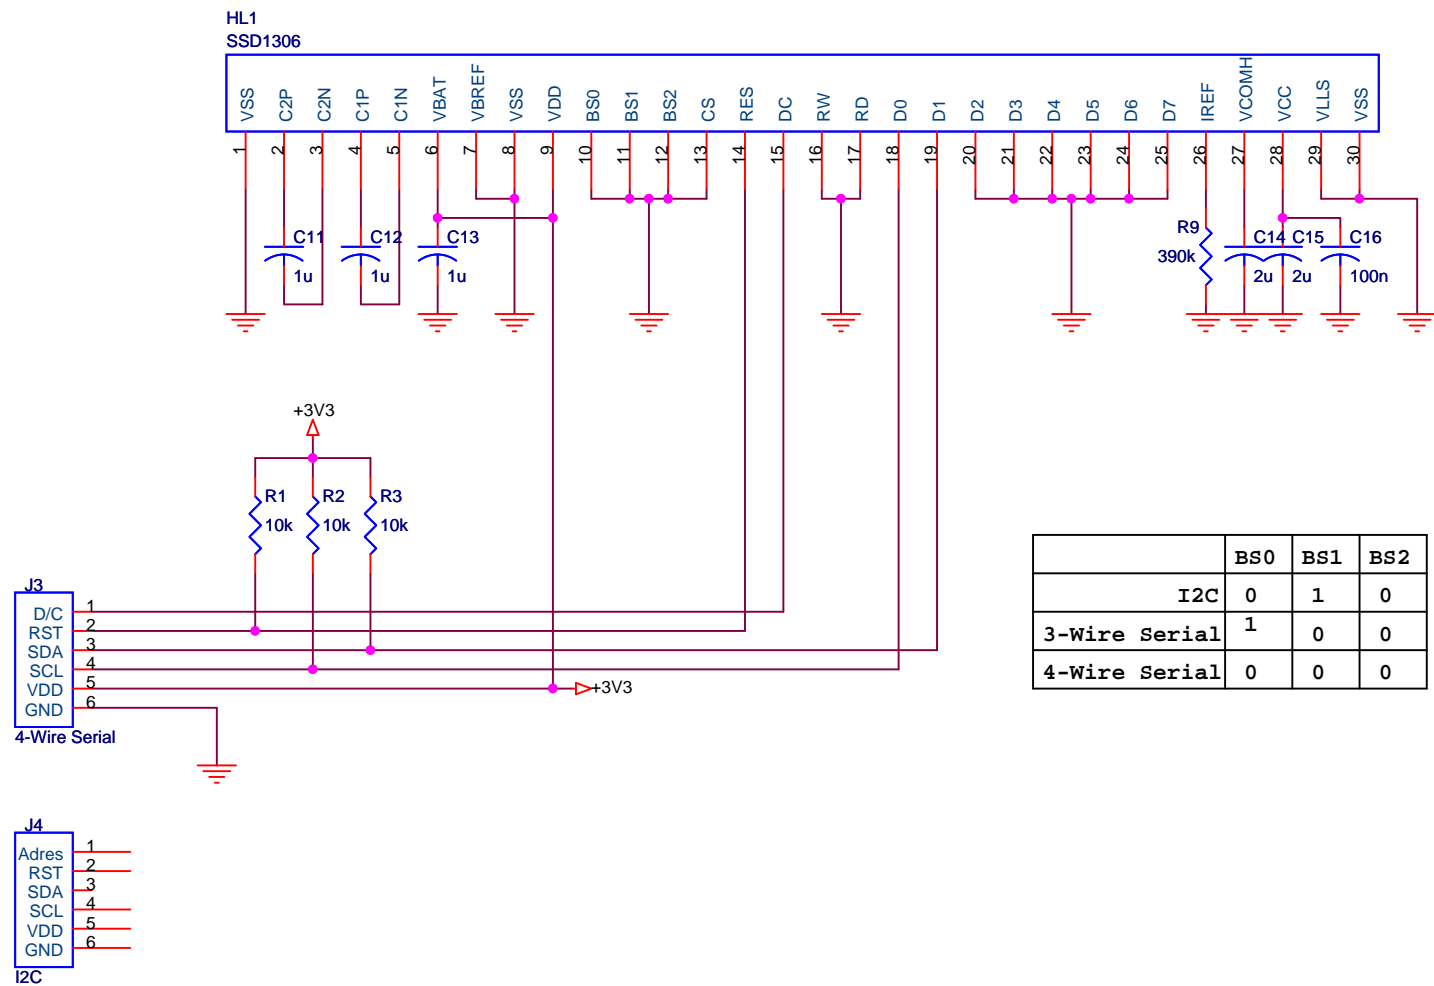 HL1
SSD1306
VSS C2P C2N C1P C1N VBAT VBREF VSS VDD BS0 BS1 BS2 CS RES DC RW RD D0 D1 D2 D3 D4 D5 D6 D7 IREF VCOMH VCC VLLS VSS
1 2 3 4 5 6 7 8 9 10 11 12 13 14 15 16 17 18 19 20 21 22 23 24 25 26 27 28 29 30
R9
390k
C11 C12 C13 C14 C15 C16
1u 1u 1u 2u 2u 100n
+3V3
R1 R2 R3
10k 10k 10k
BS0 BS1 BS2
I2C 0 1 0
3-Wire Serial 1 0 0
4-Wire Serial 0 0 0
J3
D/C 1
RST 2
SDA 3
SCL 4
VDD 5 +3V3
GND 6
4-Wire Serial
J4
Adres 1
RST 2
SDA 3
SCL 4
VDD 5
GND 6
I2C